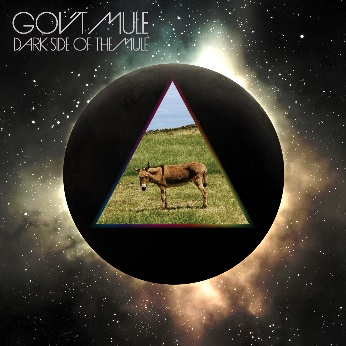 GOV'T MULE
DARK SIDE OF THE MULE